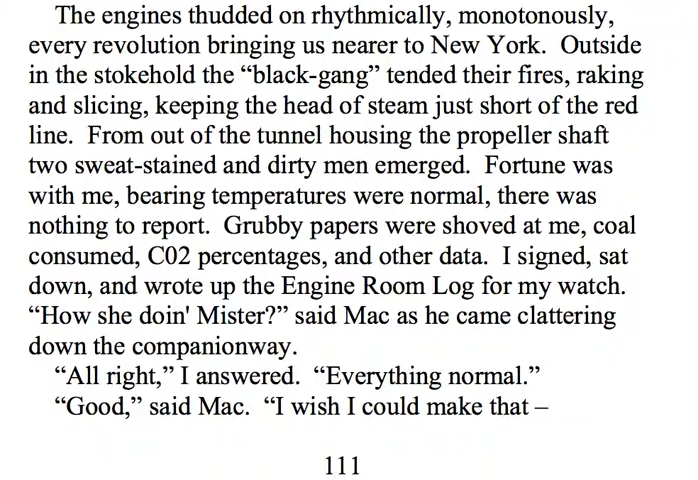 The engines thudded on rhythmically, monotonously,
every revolution bringing us nearer to New York.  Outside
in the stokehold the “black-gang” tended their fires, raking
and slicing, keeping the head of steam just short of the red
line.  From out of the tunnel housing the propeller shaft
two sweat-stained and dirty men emerged.  Fortune was
with me, bearing temperatures were normal, there was
nothing to report.  Grubby papers were shoved at me, coal
consumed, C02 percentages, and other data.  I signed, sat
down, and wrote up the Engine Room Log for my watch.
“How she doin' Mister?” said Mac as he came clattering
down the companionway.
“All right,” I answered.  “Everything normal.”
“Good,” said Mac.  “I wish I could make that –
111